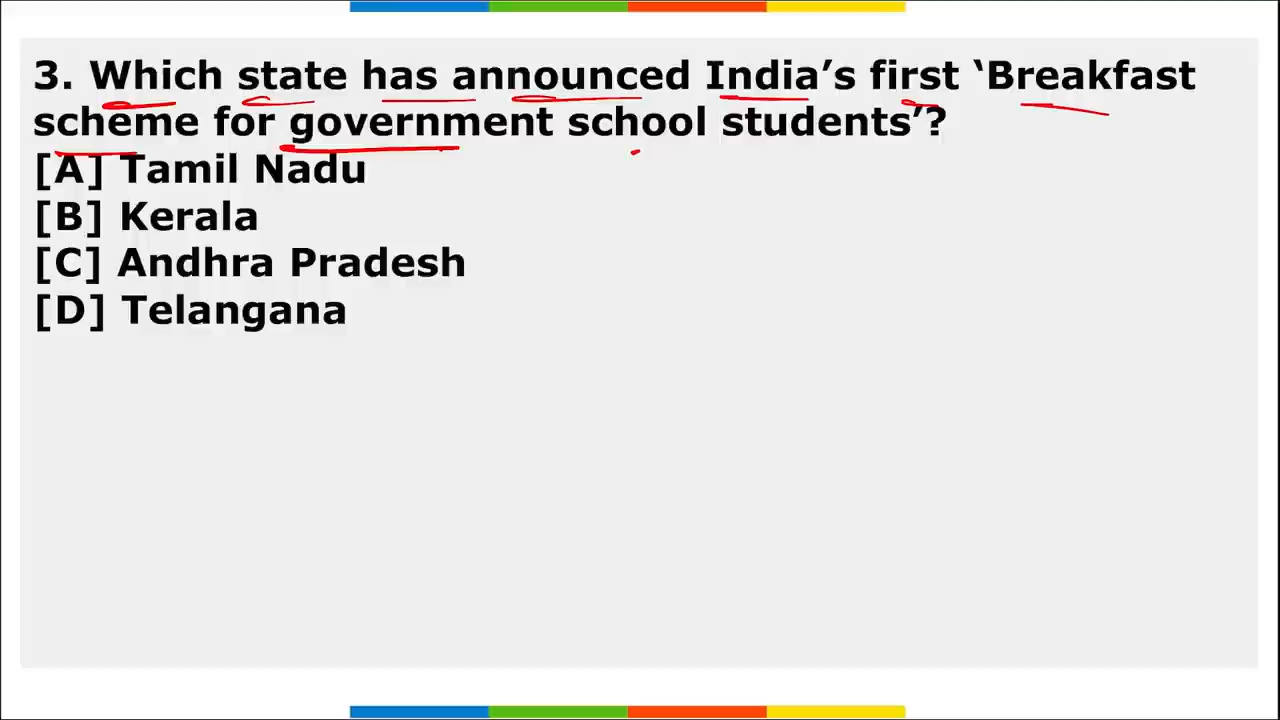 3. Which state has announced India’s first ‘Breakfast
scheme for government school students’?
[A] Tamil Nadu
[B] Kerala
[C] Andhra Pradesh
[D] Telangana